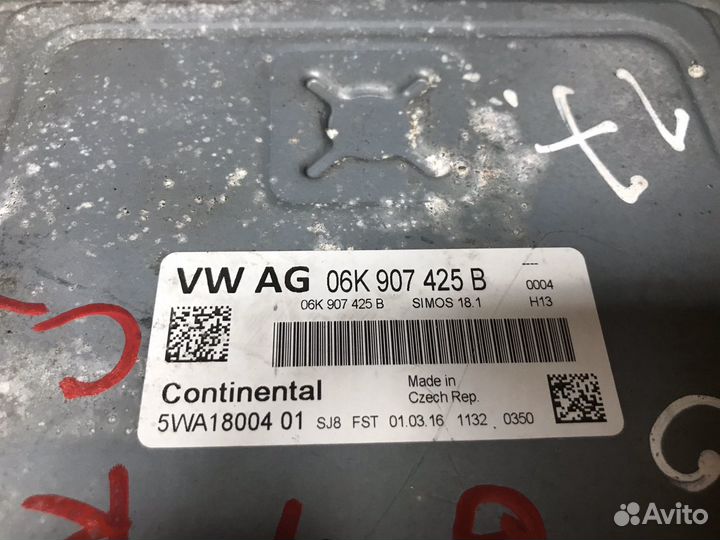 17
VW AG 06K 907 425 B ----
06K 907 425 B SIMOS 18.1 0004
H13
Continental Made in
Czech Rep.
5WA18004 01 SJ8 FST 01.03.16 1132 0350
Avito